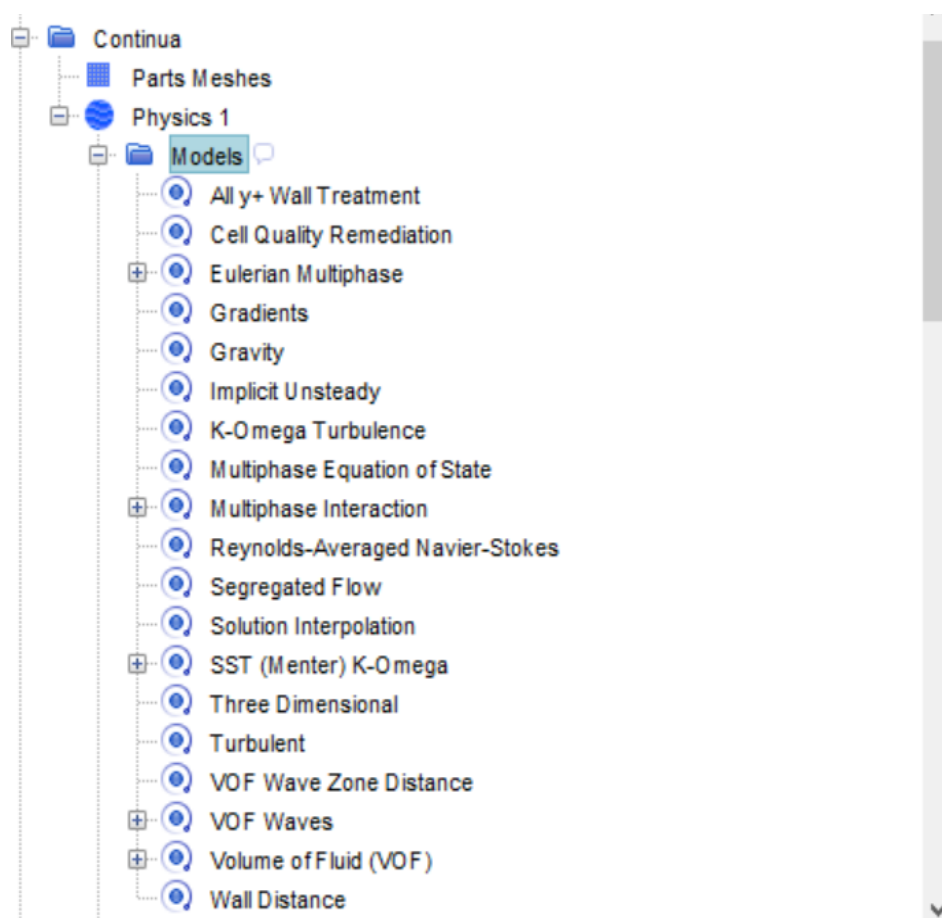 Continua
Parts Meshes
Physics 1
Models
All y+ Wall Treatment
Cell Quality Remediation
Eulerian Multiphase
Gradients
Gravity
Implicit Unsteady
K-Omega Turbulence
Multiphase Equation of State
Multiphase Interaction
Reynolds-Averaged Navier-Stokes
Segregated Flow
Solution Interpolation
SST (Menter) K-Omega
Three Dimensional
Turbulent
VOF Wave Zone Distance
VOF Waves
Volume of Fluid (VOF)
Wall Distance